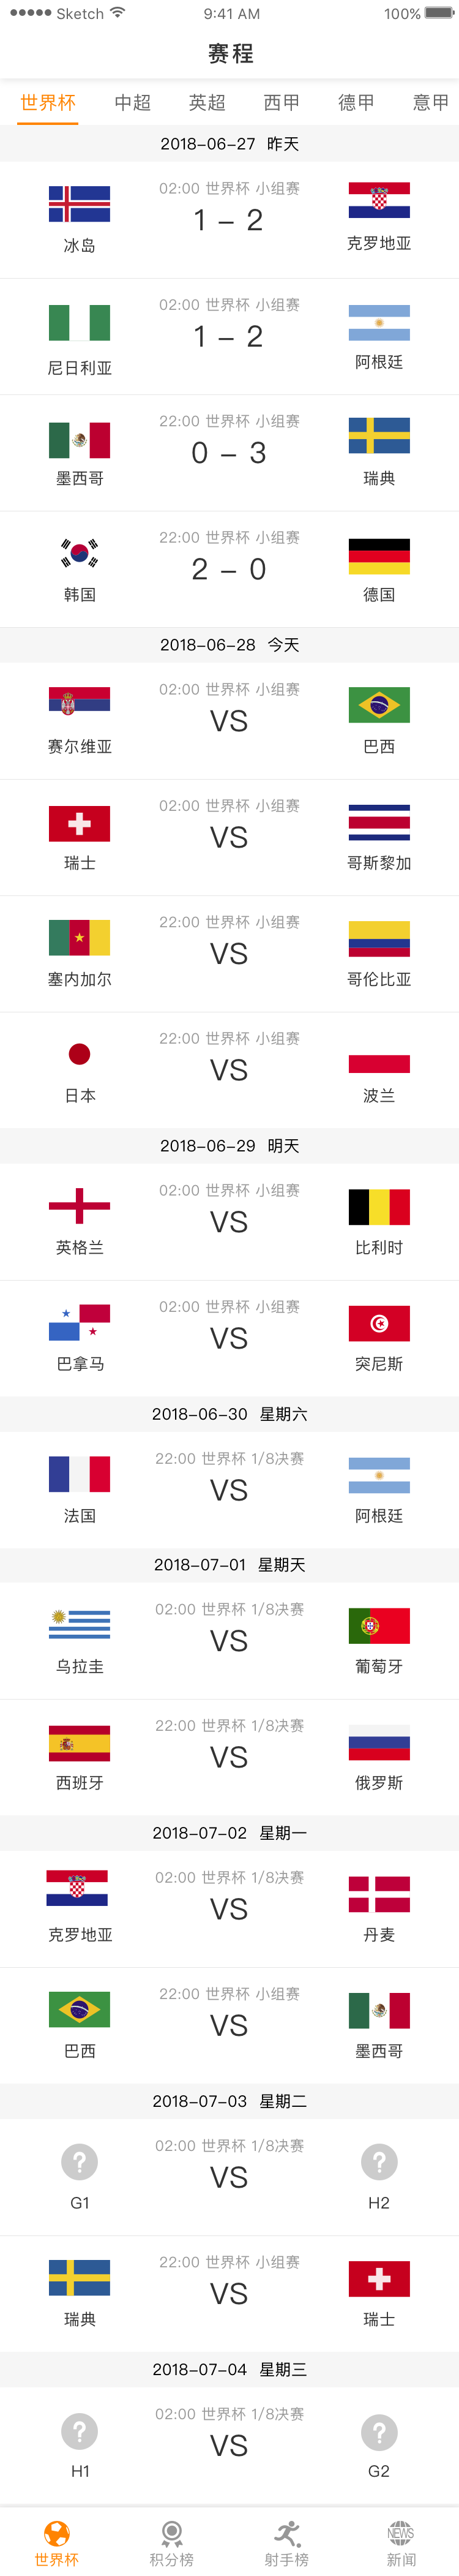 Sketch 9:41 AM 100%
赛程
世界杯 中超 英超 西甲 德甲 意甲
2018-06-27 昨天
02:00 世界杯 小组赛
1 - 2
冰岛 克罗地亚
02:00 世界杯 小组赛
1 - 2
尼日利亚 阿根廷
22:00 世界杯 小组赛
0 - 3
墨西哥 瑞典
22:00 世界杯 小组赛
2 - 0
韩国 德国
2018-06-28 今天
02:00 世界杯 小组赛
VS
赛尔维亚 巴西
02:00 世界杯 小组赛
VS
瑞士 哥斯黎加
22:00 世界杯 小组赛
VS
塞内加尔 哥伦比亚
22:00 世界杯 小组赛
VS
日本 波兰
2018-06-29 明天
02:00 世界杯 小组赛
VS
英格兰 比利时
02:00 世界杯 小组赛
VS
巴拿马 突尼斯
2018-06-30 星期六
22:00 世界杯 1/8决赛
VS
法国 阿根廷
2018-07-01 星期天
02:00 世界杯 1/8决赛
VS
乌拉圭 葡萄牙
22:00 世界杯 1/8决赛
VS
西班牙 俄罗斯
2018-07-02 星期一
02:00 世界杯 1/8决赛
VS
克罗地亚 丹麦
22:00 世界杯 小组赛
VS
巴西 墨西哥
2018-07-03 星期二
02:00 世界杯 1/8决赛
? VS ?
G1 H2
22:00 世界杯 小组赛
VS
瑞典 瑞士
2018-07-04 星期三
02:00 世界杯 1/8决赛
? VS ?
H1 G2
NEWS
世界杯 积分榜 射手榜 新闻